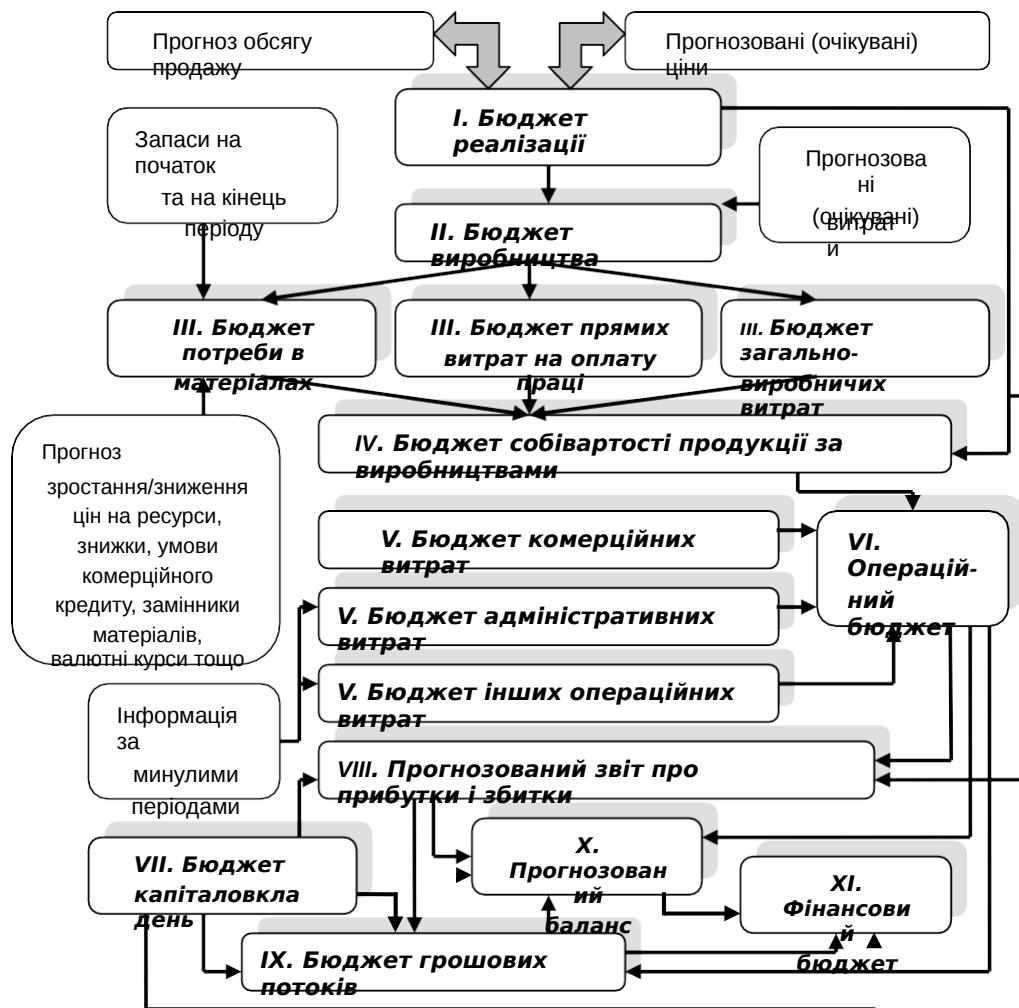 Прогноз обсягу
продажу
Прогнозовані (очікувані)
ціни
I. Бюджет
реалізації
Запаси на
початок
та на кінець
періоду
Прогнозова
ні
(очікувані)
витрат
и
II. Бюджет
виробництва
III. Бюджет
потреби в
матеріалах
III. Бюджет прямих
витрат на оплату
праці
III. Бюджет
загально-
виробничих
витрат
Прогноз
зростання/зниження
цін на ресурси,
знижки, умови
комерційного
кредиту, замінники
матеріалів,
валютні курси тощо
IV. Бюджет собівартості продукції за
виробництвами
V. Бюджет комерційних
витрат
VI.
Операцій-
ний
бюджет
V. Бюджет адміністративних
витрат
V. Бюджет інших операційних
витрат
Інформація
за
минулими
періодами
VIII. Прогнозований звіт про
прибутки і збитки
VII. Бюджет
капіталовкла
день
X.
Прогнозован
ий
баланс
XI.
Фінансови
й
бюджет
IX. Бюджет грошових
потоків